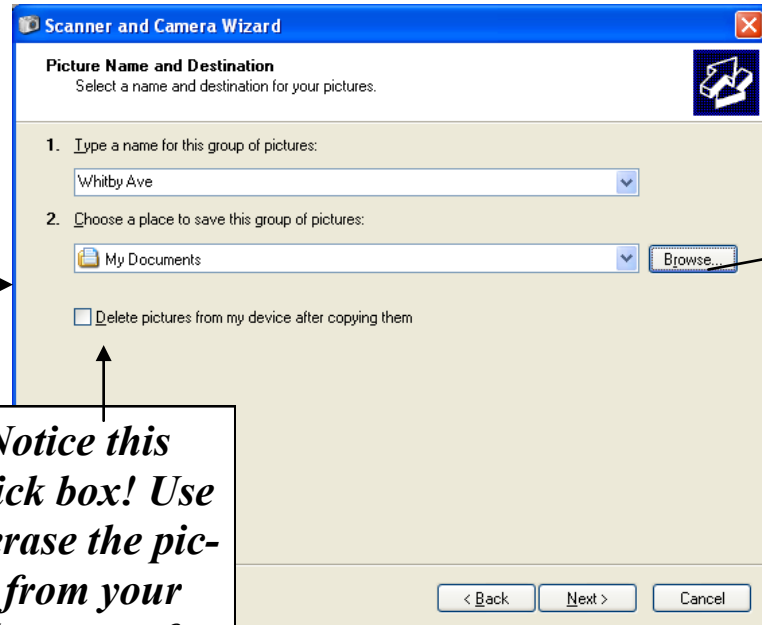 Scanner and Camera Wizard
Picture Name and Destination
Select a name and destination for your pictures.
1. Type a name for this group of pictures:
Whitby Ave
2. Choose a place to save this group of pictures:
My Documents
Browse...
Delete pictures from my device after copying them
Notice this
ick box! Use
rase the pic-
from your
< Back
Next >
Cancel